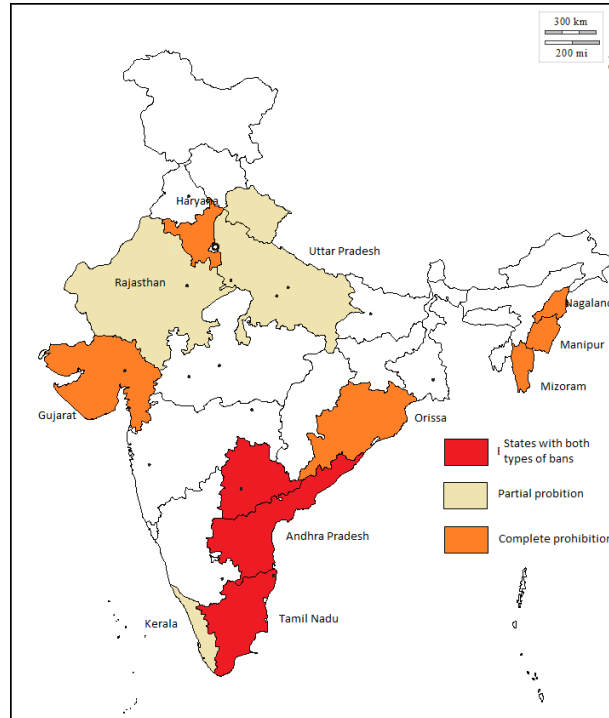 300 km
200 mi
Haryana
Uttar Pradesh
Rajasthan
Nagaland
Manipur
Mizoram
Gujarat
Orissa
States with both
types of bans
Partial probition
Andhra Pradesh
Complete prohibition
Kerala
Tamil Nadu